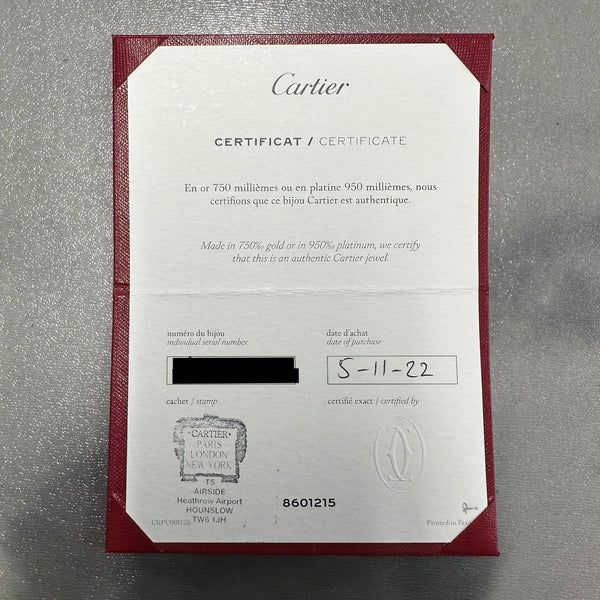 Cartier
CERTIFICAT / CERTIFICATE
En or 750 millièmes ou en platine 950 millièmes, nous
certifions que ce bijou Cartier est authentique.
Made in 750‰ gold or in 950‰ platinum, we certify
that this is an authentic Cartier jewel.
numéro du bijou
individual serial number
date d'achat
date of purchase
5-11-22
cachet / stamp
certifié exact / certified by
CARTIER
PARIS
LONDON
NEW YORK
T5
AIRSIDE
Heathrow Airport
HOUNSLOW
TW6 1JH
8601215
CRPC001726
Printed in